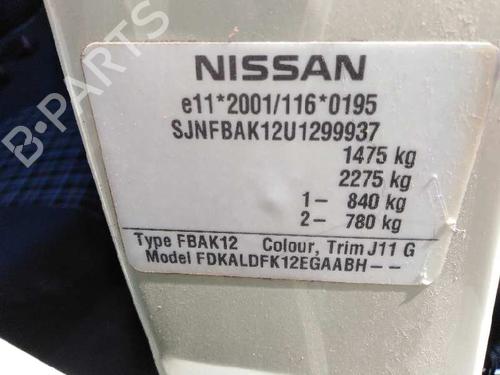 NISSAN
e11*2001/116*0195
SJNFBAK12U1299937
1475 kg
2275 kg
1- 840 kg
2- 780 kg
Type FBAK12 Colour, Trim J11 G
Model FDKALDFK12EGAABH--
B-PARTS